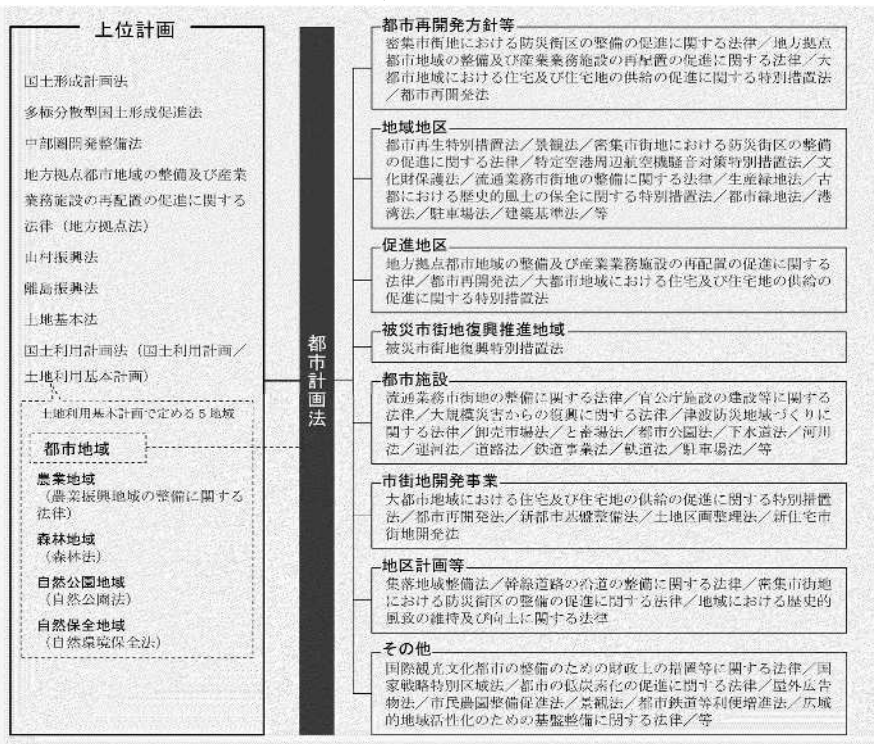 上位計画
国土形成計画法
多極分散型国土形成促進法
中部圏開発整備法
地方拠点都市地域の整備及び産業
業務施設の再配置の促進に関する
法律(地方拠点法)
山村振興法
離島振興法
土地基本法
国土利用計画法(国土利用計画/
土地利用基本計画)
土地利用基本計画で定める5地域
都市地域
農業地域
(農業振興地域の整備に関する
法律)
森林地域
(森林法)
自然公園地域
(自然公園法)
自然保全地域
(自然環境保全法)
都市計画法
都市再開発方針等
密集市街地における防災街区の整備の促進に関する法律/地方拠点
都市地域の整備及び産業業務施設の再配置の促進に関する法律/大
都市地域における住宅及び住宅地の供給の促進に関する特別措置法
/都市再開発法
地域地区
都市再生特別措置法/景観法/密集市街地における防災街区の整備
の促進に関する法律/特定空港周辺航空機騒音対策特別措置法/文
化財保護法/流通業務市街地の整備に関する法律/生産緑地法/古
都における歴史的風土の保全に関する特別措置法/都市緑地法/港
湾法/駐車場法/建築基準法/等
促進地区
地方拠点都市地域の整備及び産業業務施設の再配置の促進に関する
法律/都市再開発法/大都市地域における住宅及び住宅地の供給の
促進に関する特別措置法
被災市街地復興推進地域
被災市街地復興特別措置法
都市施設
流通業務市街地の整備に関する法律/官公庁施設の建設等に関する
法律/大規模災害からの復興に関する法律/津波防災地域づくりに
関する法律/卸売市場法/と畜場法/都市公園法/下水道法/河川
法/運河法/道路法/鉄道事業法/軌道法/駐車場法/等
市街地開発事業
大都市地域における住宅及び住宅地の供給の促進に関する特別措置
法/都市再開発法/新都市基盤整備法/土地区画整理法/新住宅市
街地開発法
地区計画等
集落地域整備法/幹線道路の沿道の整備に関する法律/密集市街地
における防災街区の整備の促進に関する法律/地域における歴史的
風致の維持及び向上に関する法律
その他
国際観光文化都市の整備のための財政上の措置等に関する法律/国
家戦略特別区域法/都市の低炭素化の促進に関する法律/屋外広告
物法/市民農園整備促進法/景観法/都市鉄道等利便増進法/広域
的地域活性化のための基盤整備に関する法律/等